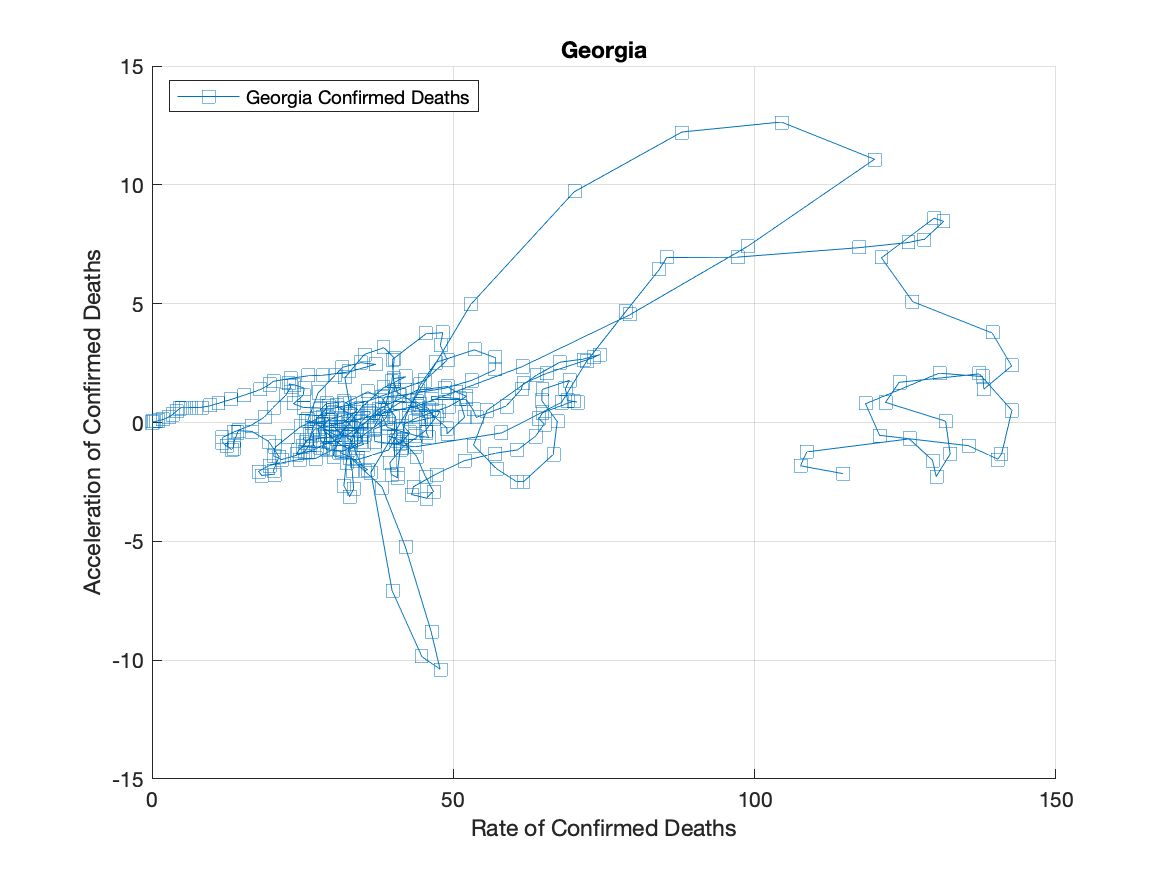 Georgia
15
Georgia Confirmed Deaths
10
5
0
-5
-10
-15
Acceleration of Confirmed Deaths
0
50
100
150
Rate of Confirmed Deaths